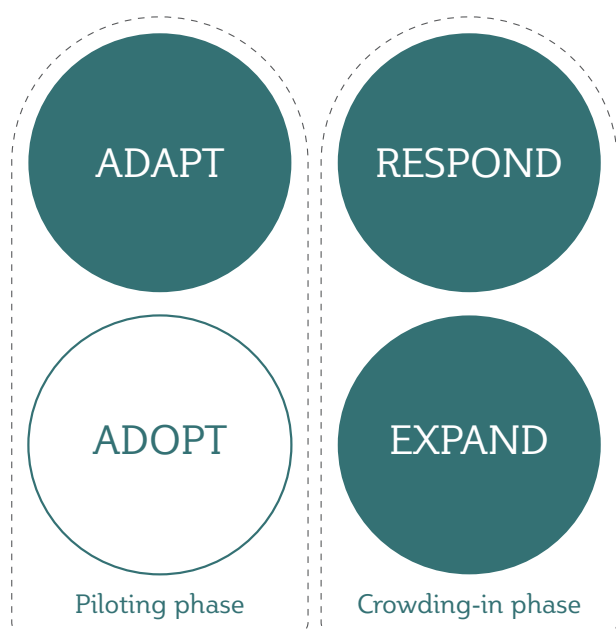 ADAPT
RESPOND
ADOPT
EXPAND
Piloting phase
Crowding-in phase